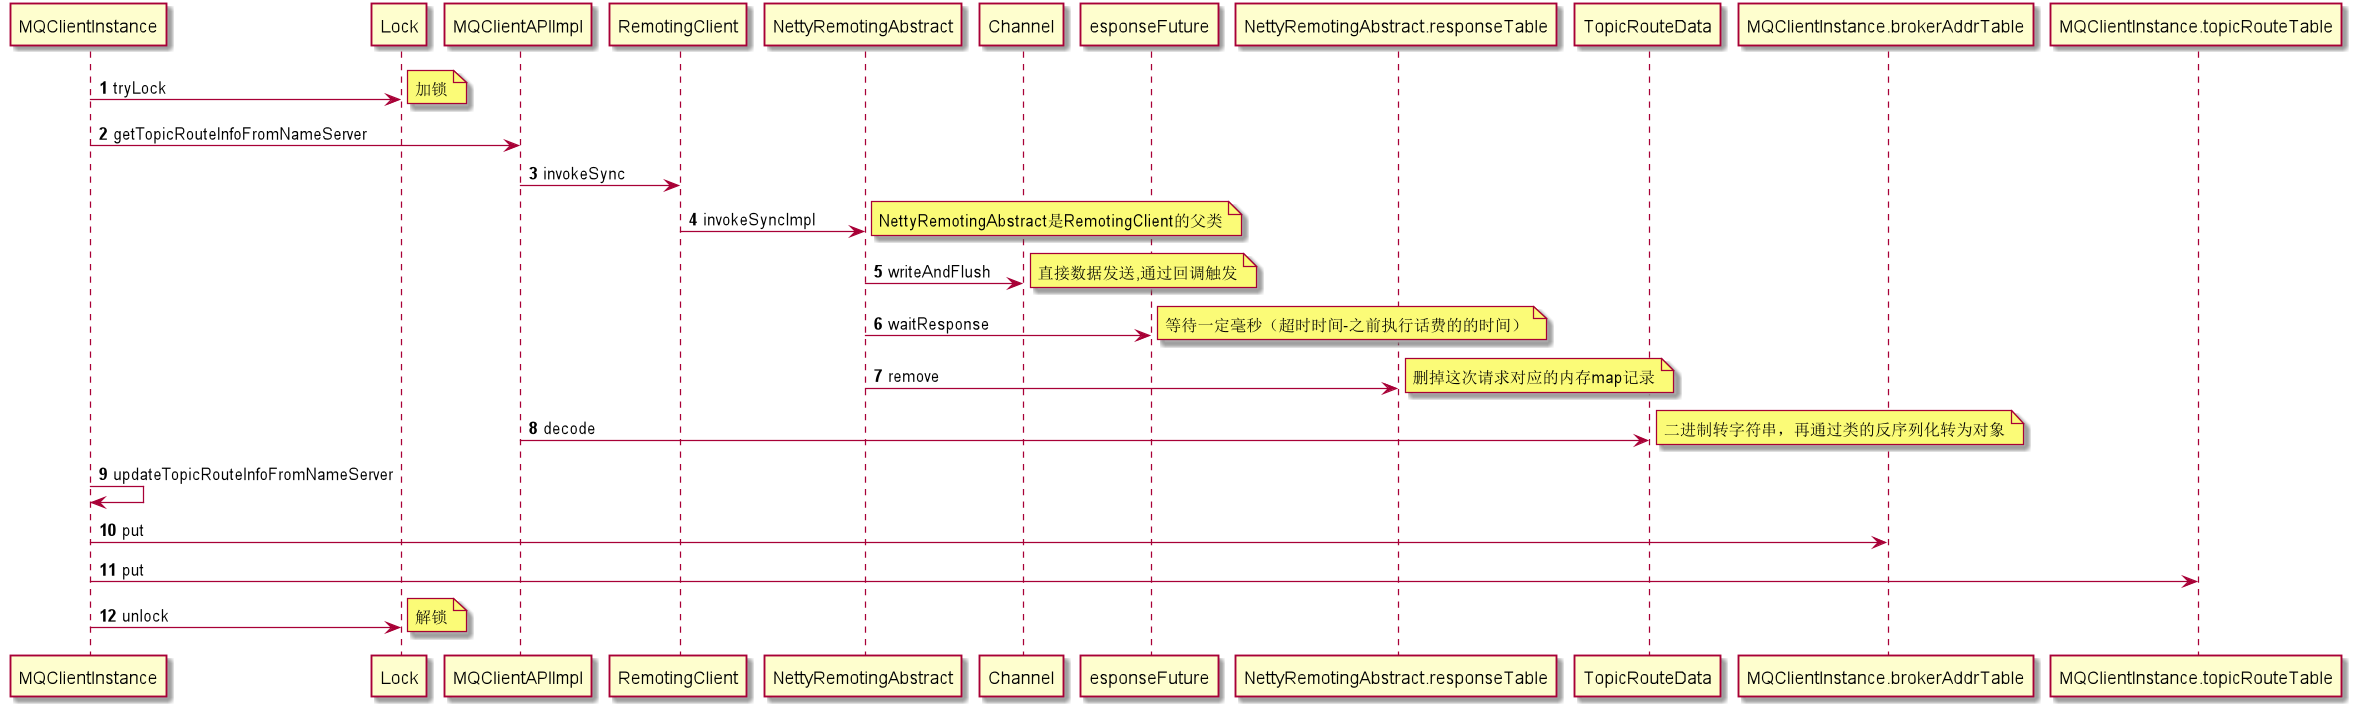 MQClientInstance
Lock
MQClientAPIImpl
RemotingClient
NettyRemotingAbstract
Channel
esponseFuture
NettyRemotingAbstract.responseTable
TopicRouteData
MQClientInstance.brokerAddrTable
MQClientInstance.topicRouteTable
1 tryLock
加锁
2 getTopicRouteInfoFromNameServer
3 invokeSync
4 invokeSyncImpl
NettyRemotingAbstract是RemotingClient的父类
5 writeAndFlush
直接数据发送,通过回调触发
6 waitResponse
等待一定毫秒（超时时间-之前执行话费的的时间）
7 remove
删掉这次请求对应的内存map记录
8 decode
二进制转字符串，再通过类的反序列化转为对象
9 updateTopicRouteInfoFromNameServer
10 put
11 put
12 unlock
解锁
MQClientInstance
Lock
MQClientAPIImpl
RemotingClient
NettyRemotingAbstract
Channel
esponseFuture
NettyRemotingAbstract.responseTable
TopicRouteData
MQClientInstance.brokerAddrTable
MQClientInstance.topicRouteTable